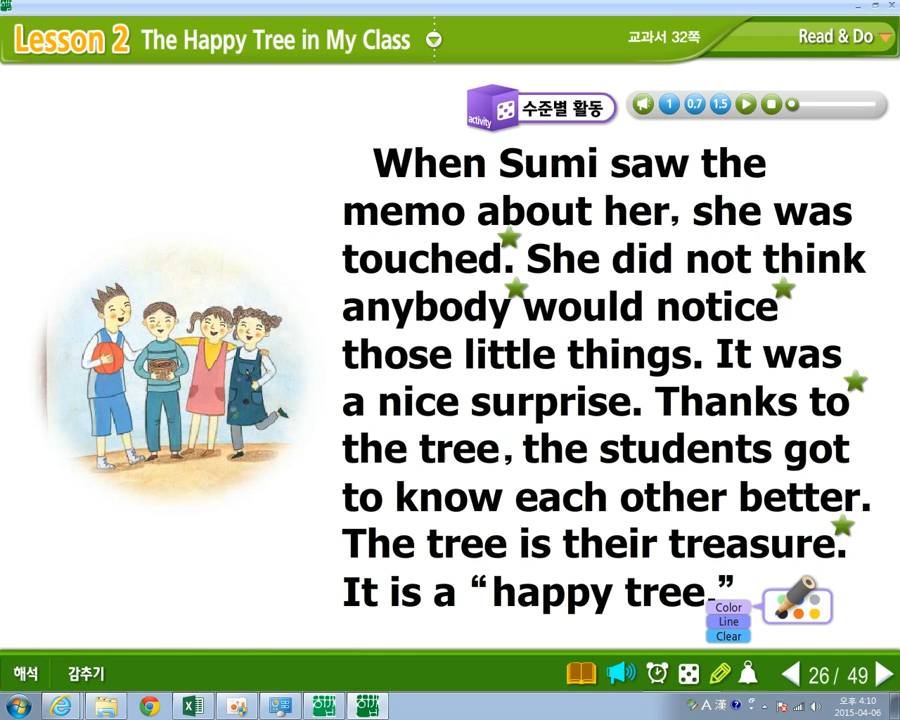 Lesson 2 The Happy Tree in My Class
교과서 32쪽
Read & Do
activity
수준별 활동
1 0.7 1.5
When Sumi saw the
memo about her, she was
touched. She did not think
anybody would notice
those little things. It was
a nice surprise. Thanks to
the tree, the students got
to know each other better.
The tree is their treasure.
It is a “happy tree.”
Color
Line
Clear
해석 감추기
26 / 49
A 漢
오후 4:10
2015-04-06